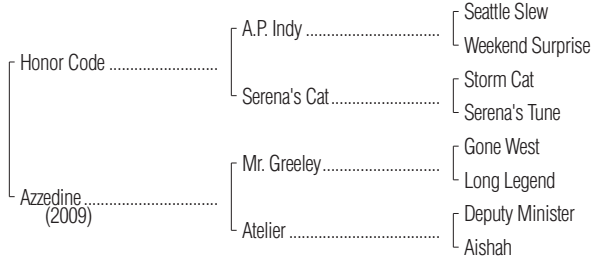 Seattle Slew
A.P. Indy ..............................
Weekend Surprise
Honor Code .........................
Storm Cat
Serena's Cat.........................
Serena's Tune
Gone West
Mr. Greeley...........................
Long Legend
Azzedine ...............................
(2009)
Deputy Minister
Atelier ...................................
Aishah